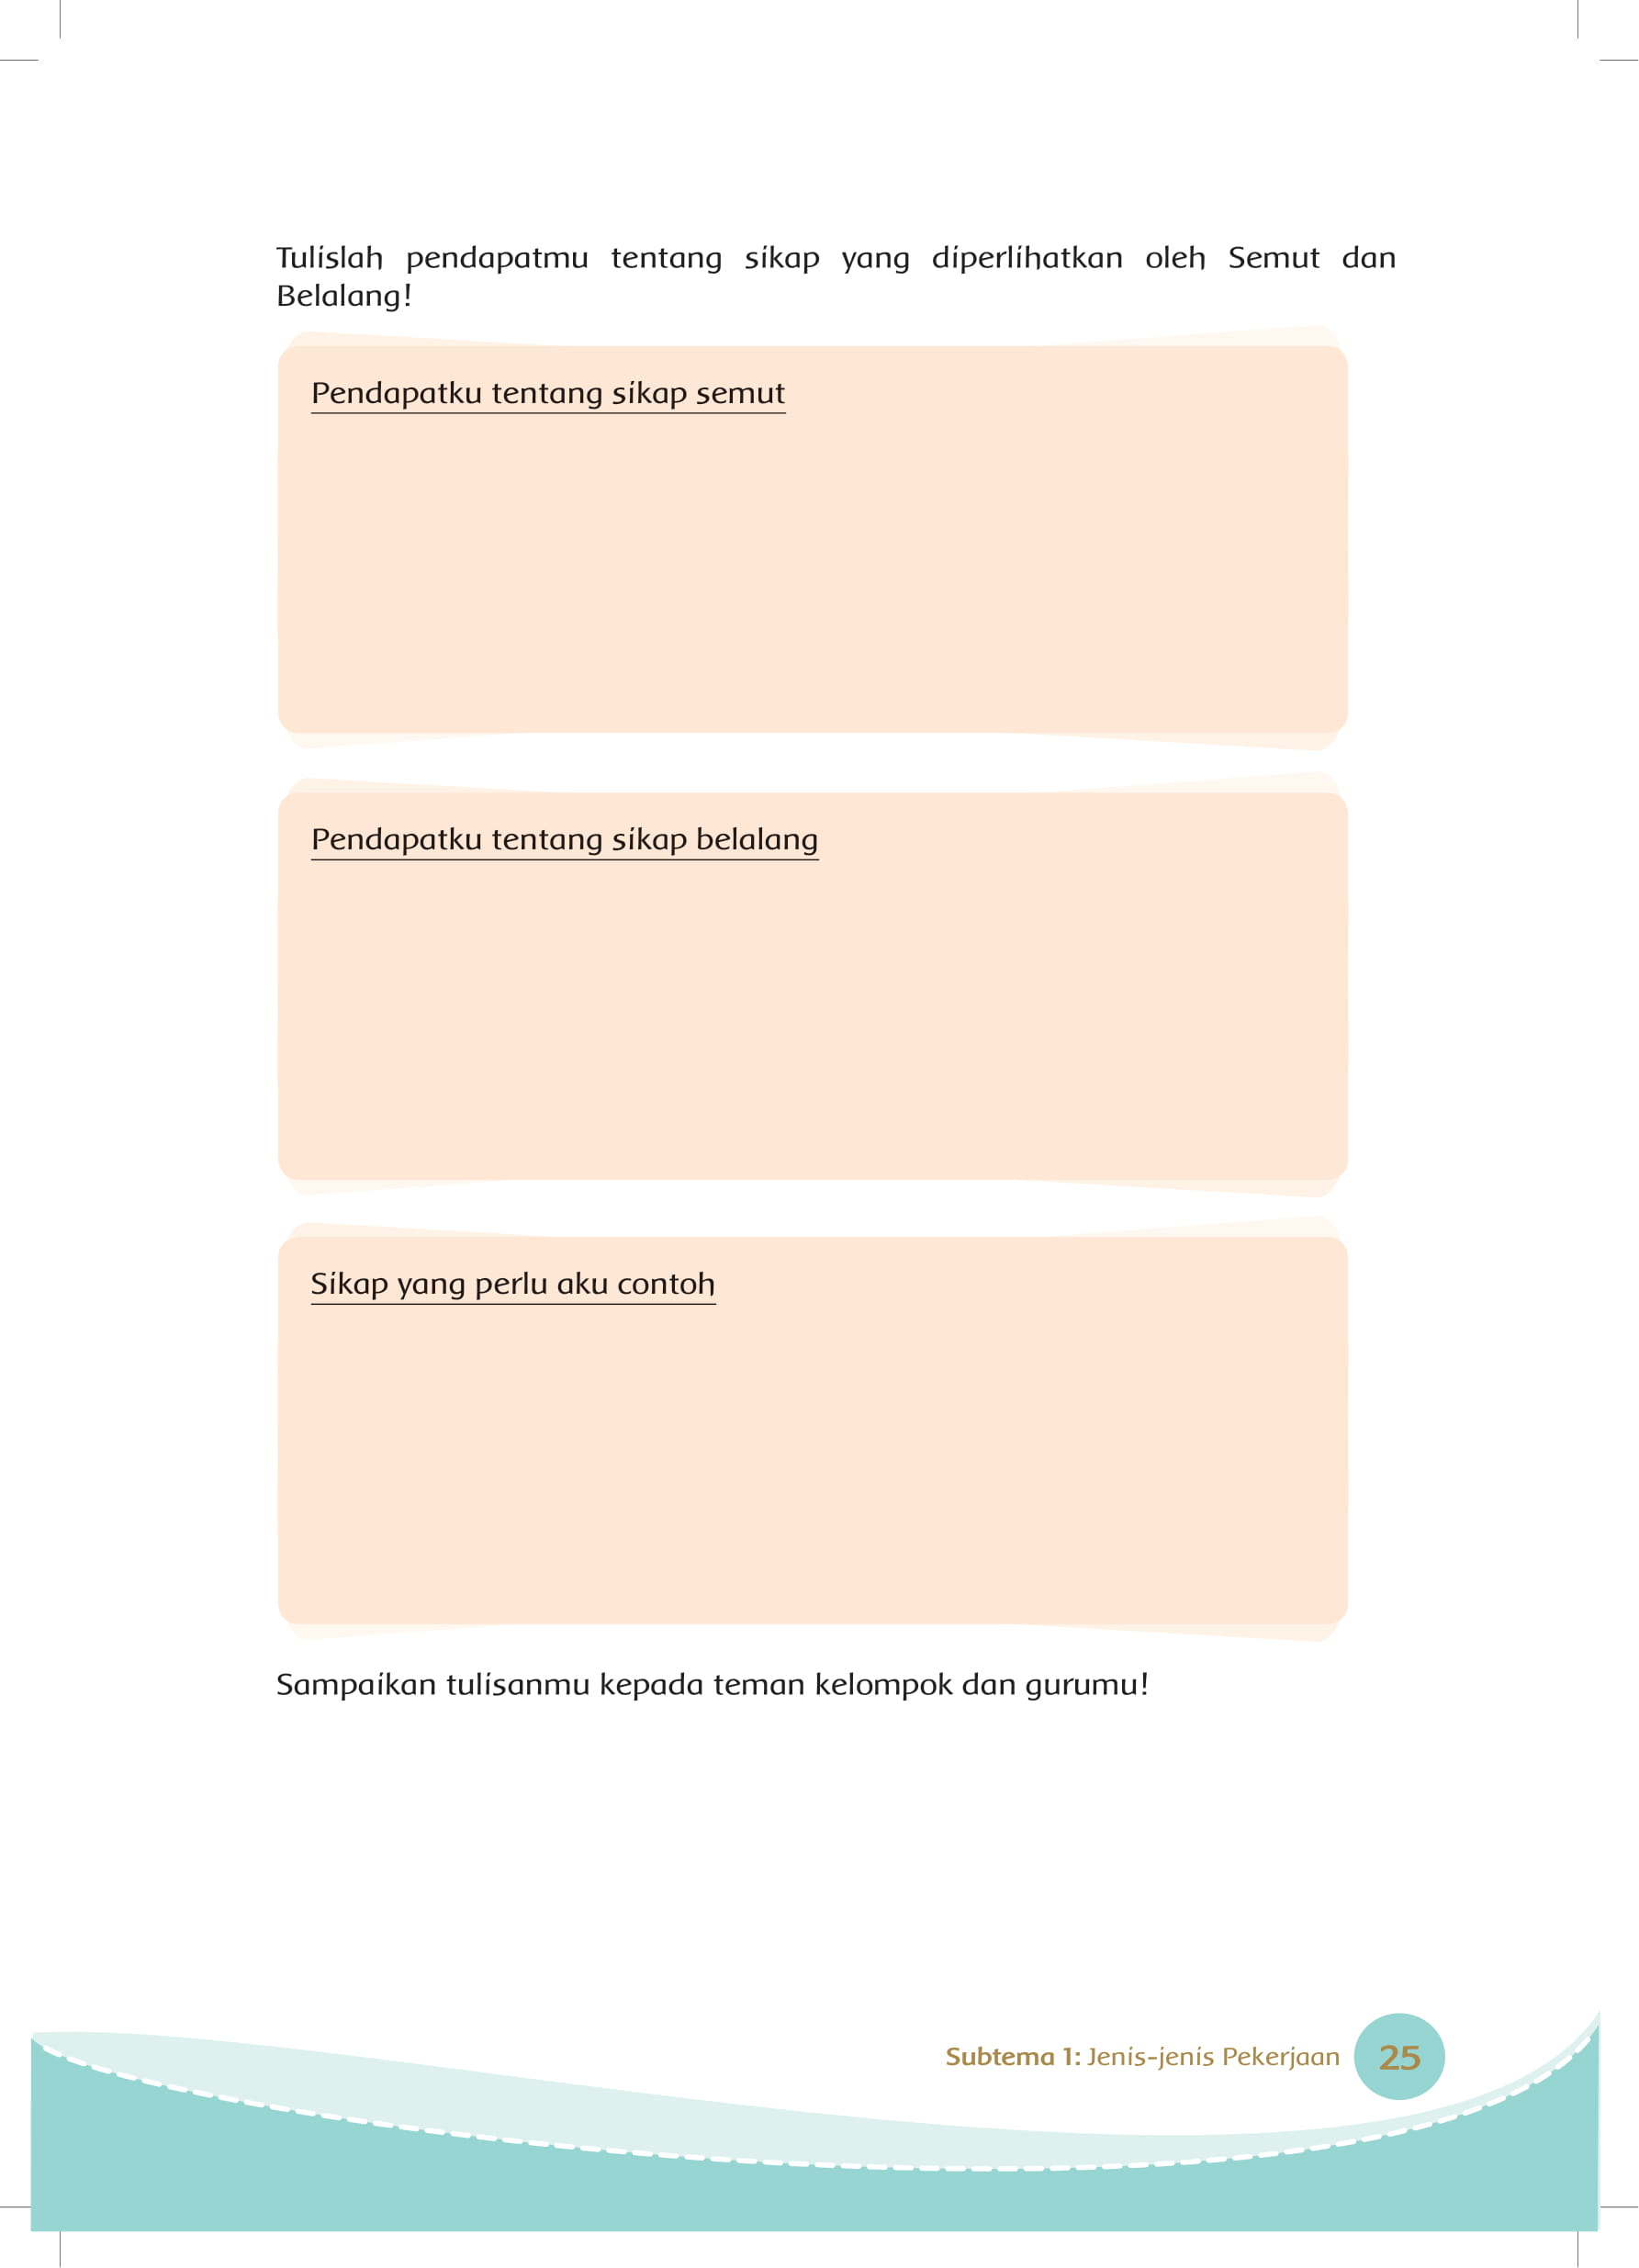 Tulislah pendapatmu tentang sikap yang diperlihatkan oleh Semut dan
Belalang!
Pendapatku tentang sikap semut
Pendapatku tentang sikap belalang
Sikap yang perlu aku contoh
Sampaikan tulisanmu kepada teman kelompok dan gurumu!
Subtema 1: Jenis-jenis Pekerjaan 25